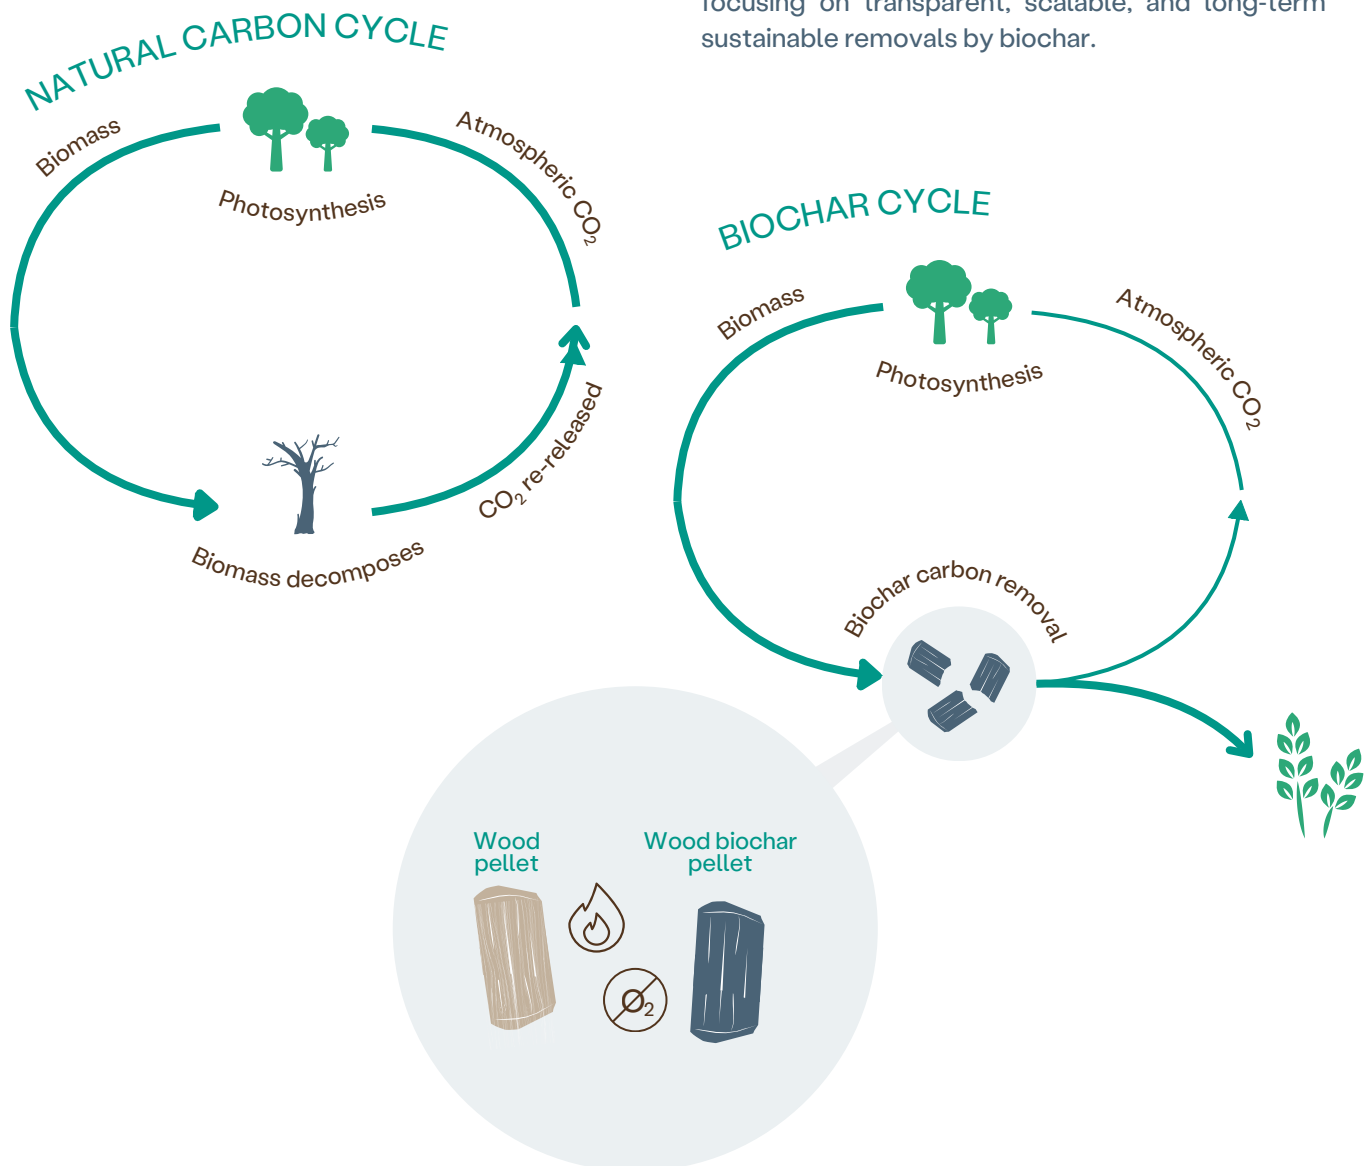 focusing on transparent, scalable, and long-term
sustainable removals by biochar.
NATURAL CARBON CYCLE
Biomass
Photosynthesis
Atmospheric CO₂
CO₂ re-released
Biomass decomposes
BIOCHAR CYCLE
Biomass
Photosynthesis
Atmospheric CO₂
Biochar carbon removal
Wood
pellet
Wood biochar
pellet
O₂